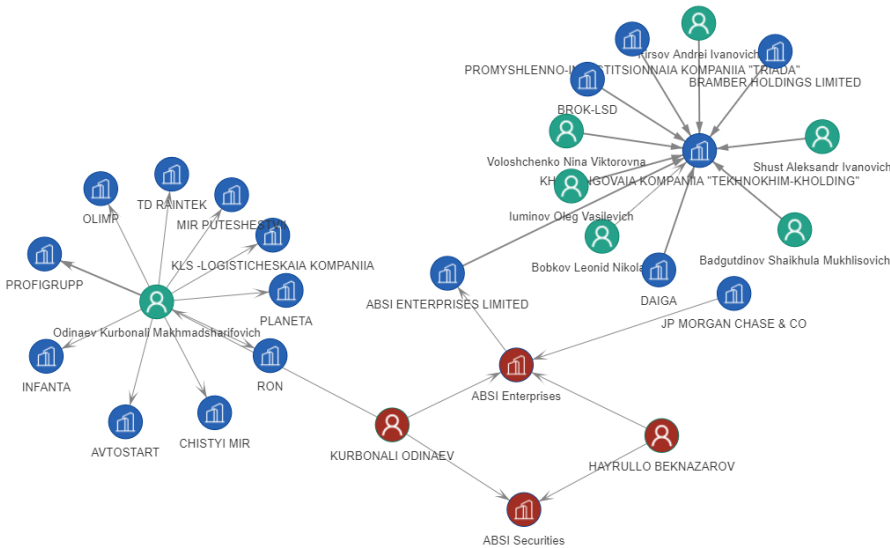 Kirsov Andrei Ivanovich
PROMYSHLENNO-INVESTITSIONNAIA KOMPANIIA "TRIADA"
BRAMBER HOLDINGS LIMITED
BROK-LSD
Voloshchenko Nina Viktorovna
Shust Aleksandr Ivanovich
"TEKHNOKHIM-KHOLDING"
KOMPANIIA
Oleg Vasilevich
Badgutdinov Shaikhula Mukhlisovich
Bobkov Leonid
DAIGA
ABSI ENTERPRISES LIMITED
JP MORGAN CHASE & CO
OLIMP
TD RAINTEK
MIR PUTESHESTVII
KLS -LOGISTICHESKAIA KOMPANIIA
PROFIGRUPP
PLANETA
Odinaev Kurbonali Makhmadsharifovich
INFANTA
RON
AVTOSTART
CHISTYI MIR
ABSI Enterprises
KURBONALI ODINAEV
HAYRULLO BEKNAZAROV
ABSI Securities